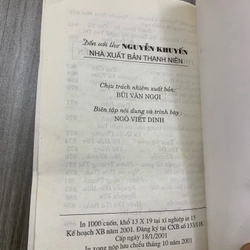 Đến với thơ NGUYỄN KHUYẾN
NHÀ XUẤT BẢN THANH NIÊN
Chịu trách nhiệm xuất bản:
BÙI VĂN NGỢI
Biên tập nội dung và trình bày:
NGÔ VIẾT DINH
In 1000 cuốn, khổ 13 X 19 tại xí nghiệp in 15
Kế hoạch XB năm 2001. Đăng ký tại CXB số
Cấp ngày 18/1/2001
In xong nộp lưu chiểu tháng 10 năm 2001